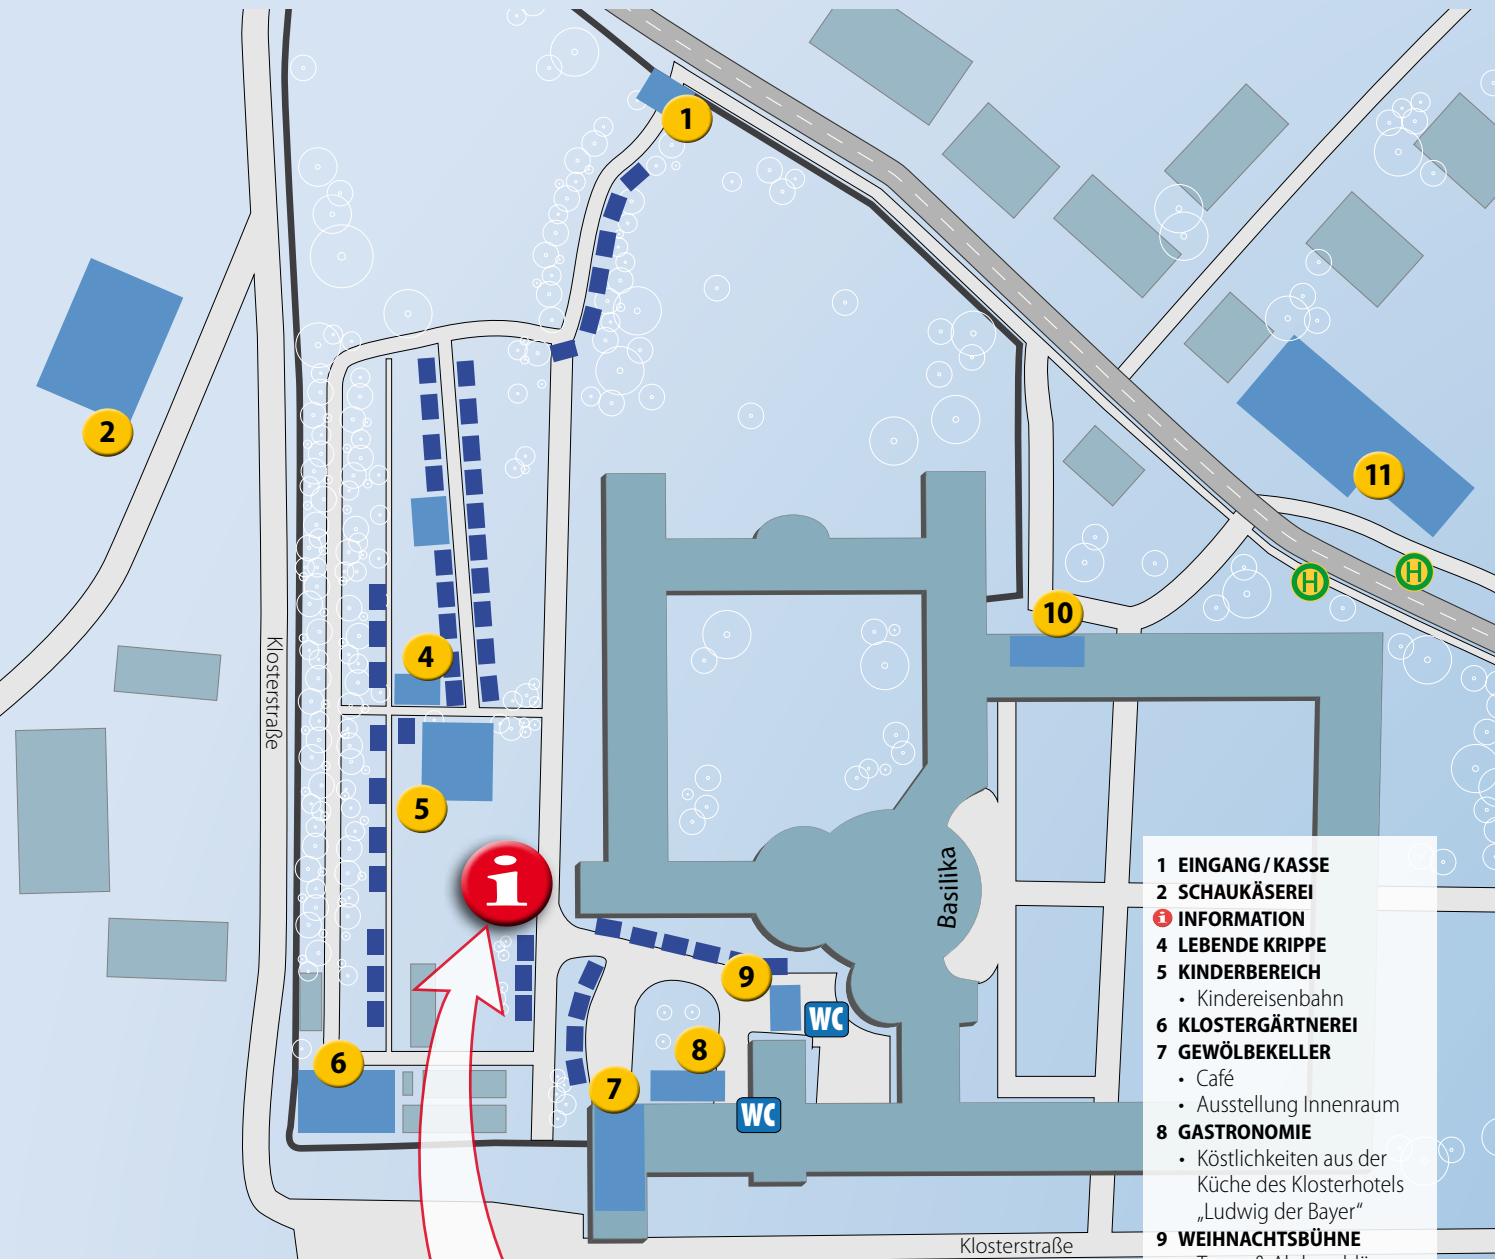 1
2
11
H
H
10
4
5
Klosterstraße
i
Basilika
9
WC
6
8
7
WC
1 EINGANG / KASSE
2 SCHAUKÄSEREI
i INFORMATION
4 LEBENDE KRIPPE
5 KINDERBEREICH
• Kindereisenbahn
6 KLOSTERGÄRTNEREI
7 GEWÖLBEKELLER
• Café
• Ausstellung Innenraum
8 GASTRONOMIE
• Köstlichkeiten aus der
Küche des Klosterhotels
„Ludwig der Bayer“
9 WEIHNACHTSBÜHNE
Klosterstraße